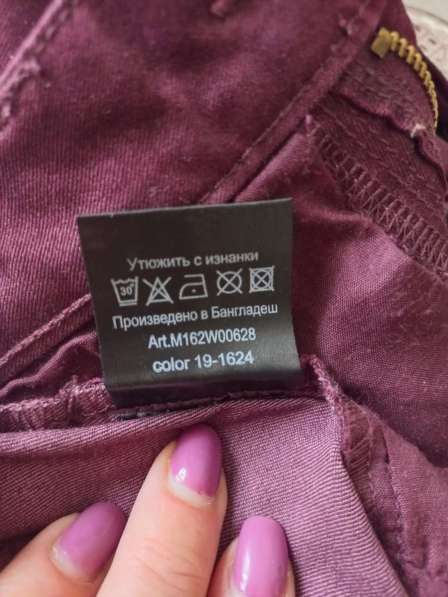 Утюжить с изнанки
30
Произведено в Бангладеш
Art.M162W00628
color 19-1624